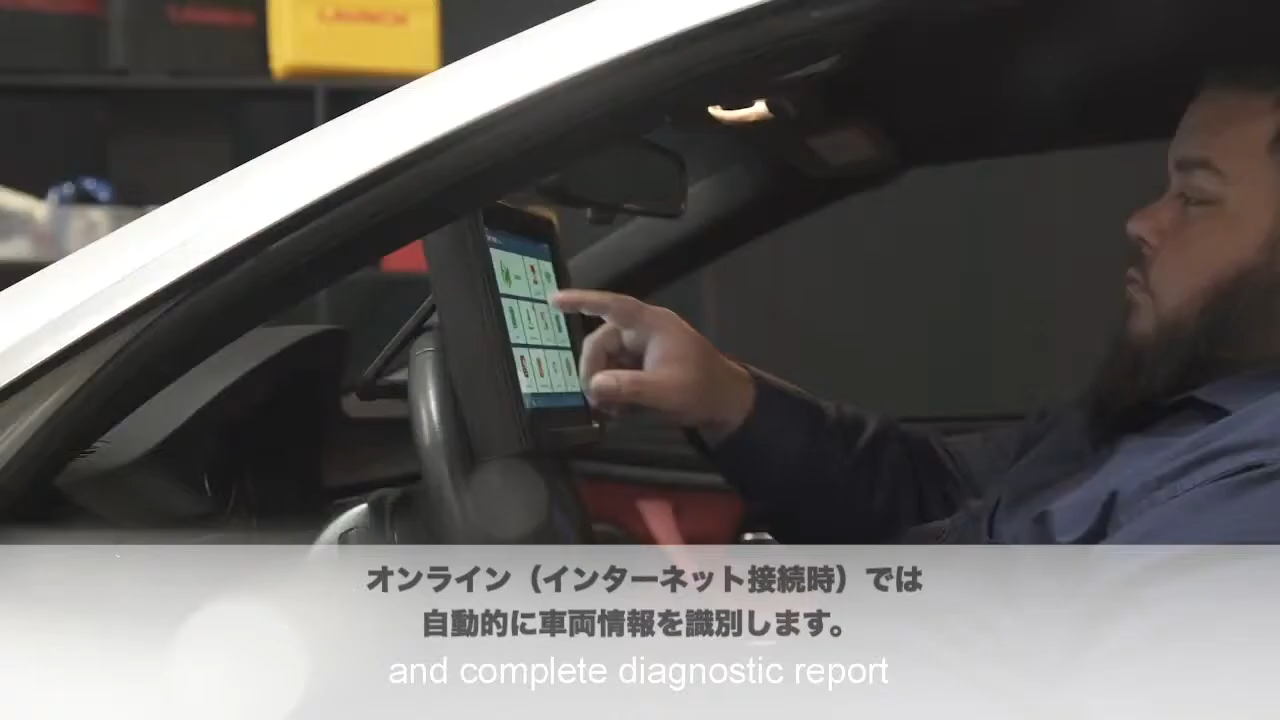 LAUNCH
オンライン（インターネット接続時）では
自動的に車両情報を識別します。
and complete diagnostic report